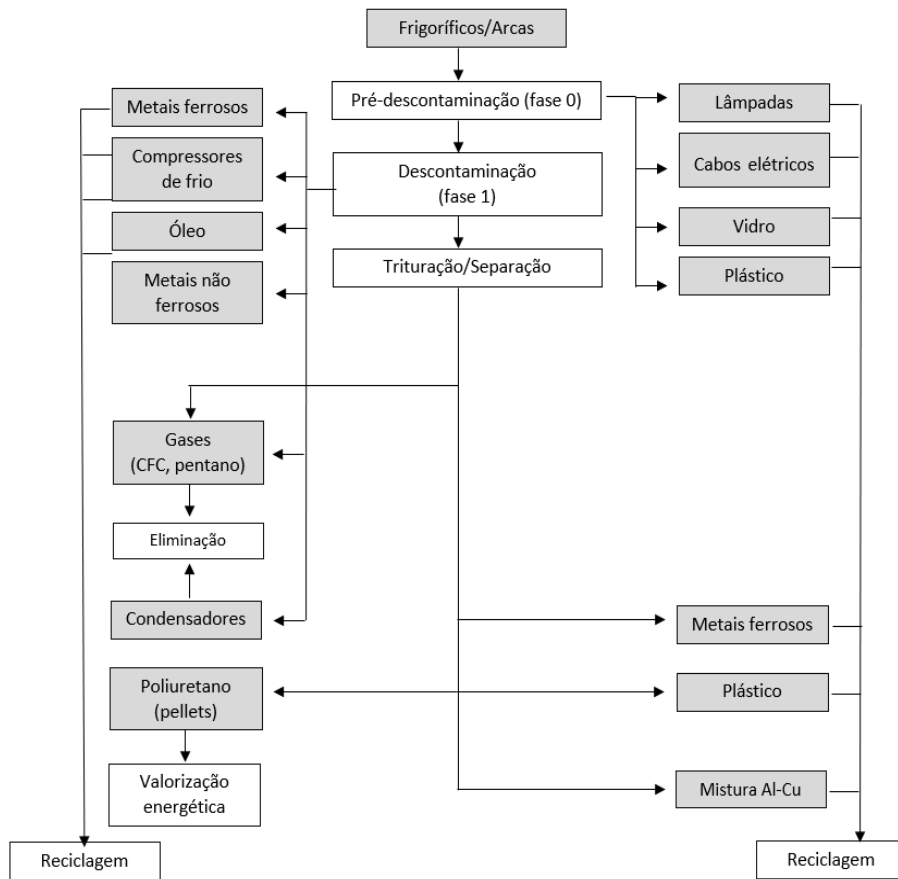 Frigoríficos/Arcas
Pré-descontaminação (fase 0)
Metais ferrosos
Lâmpadas
Compressores
de frio
Descontaminação
(fase 1)
Cabos elétricos
Óleo
Vidro
Trituração/Separação
Metais não
ferrosos
Plástico
Gases
(CFC, pentano)
Eliminação
Condensadores
Metais ferrosos
Poliuretano
(pellets)
Plástico
Valorização
energética
Mistura Al-Cu
Reciclagem
Reciclagem